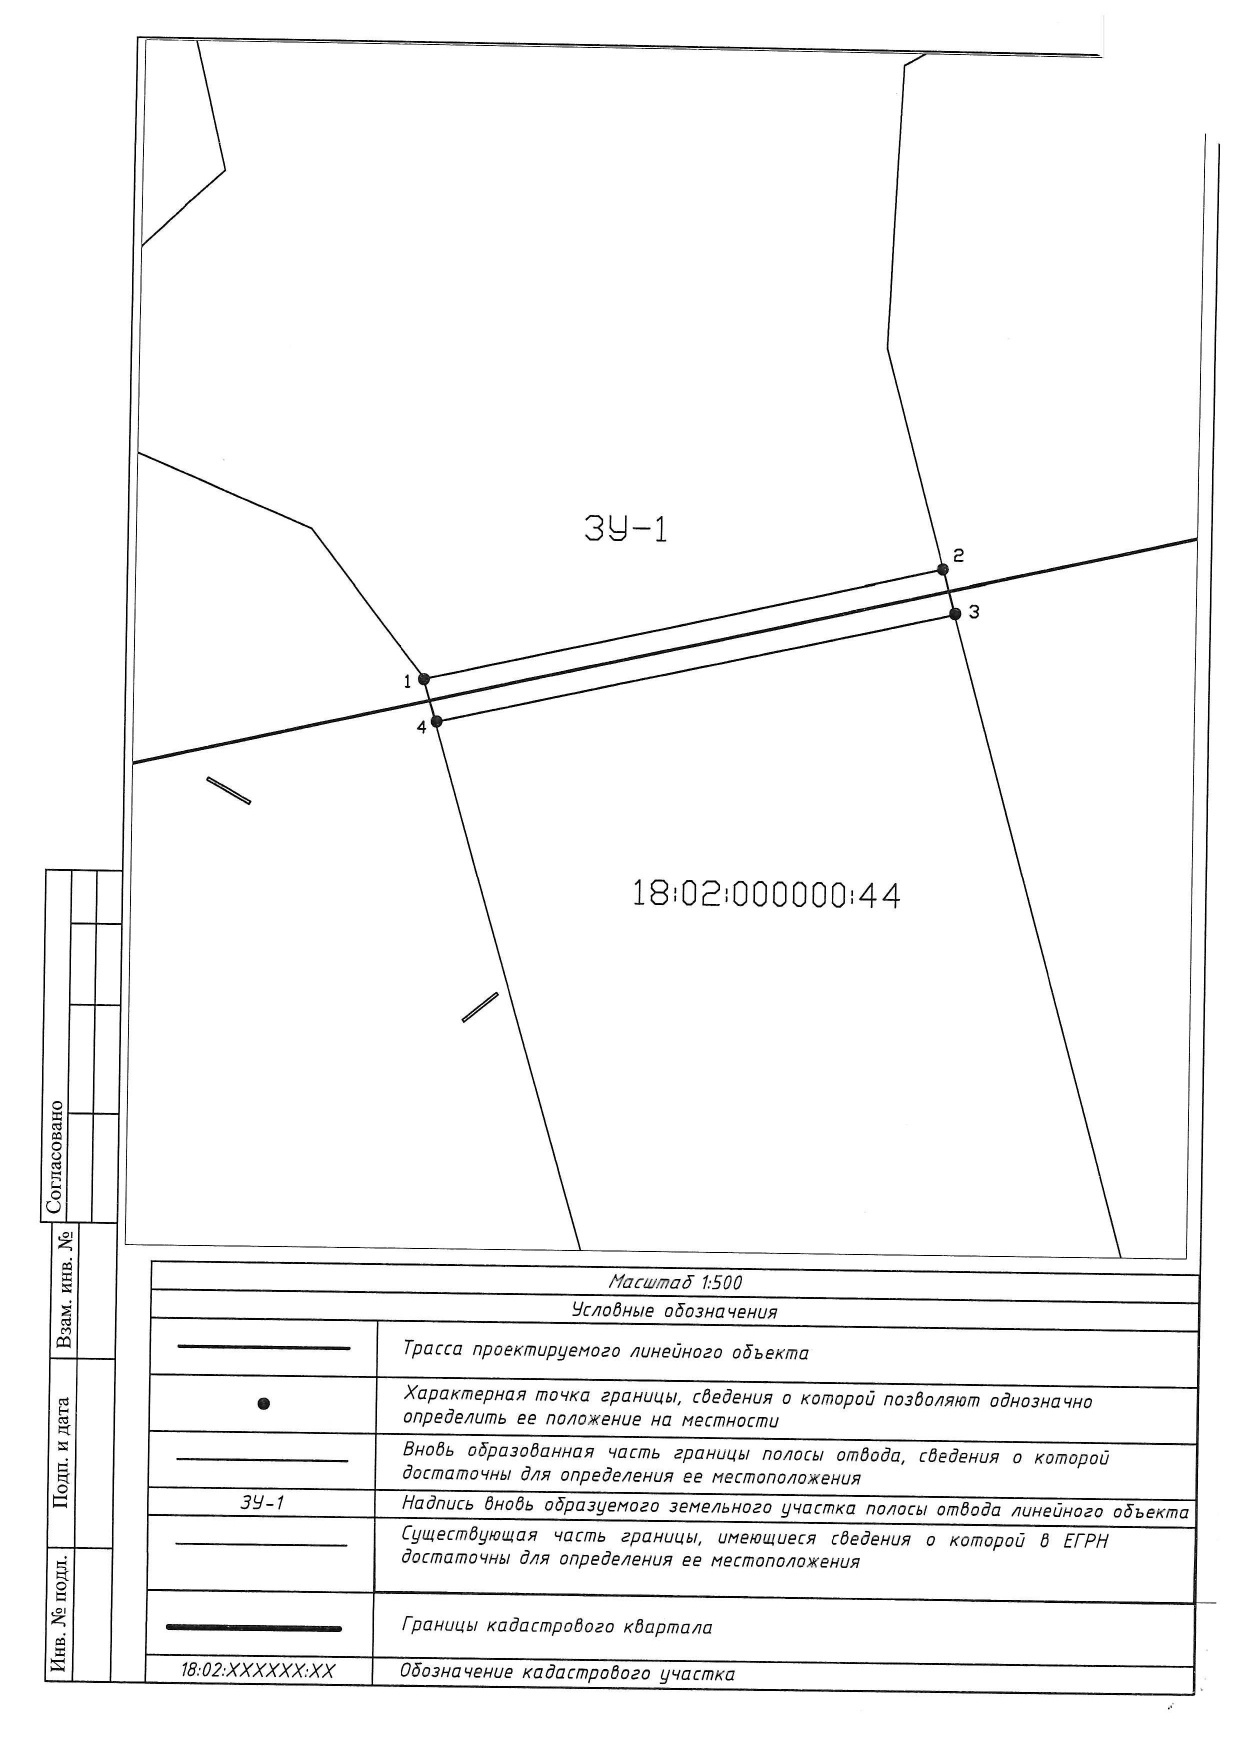 ЗУ-1
2
3
1
4
18:02:000000:44
Согласовано
Взам. инв. №
Подп. и дата
Инв. № подл.
Масштаб 1:500
Условные обозначения
Трасса проектируемого линейного объекта
Характерная точка границы, сведения о которой позволяют однозначно
определить ее положение на местности
Вновь образованная часть границы полосы отвода, сведения о которой
достаточны для определения ее местоположения
ЗУ-1 Надпись вновь образуемого земельного участка полосы отвода линейного объекта
Существующая часть границы, имеющиеся сведения о которой в ЕГРН
достаточны для определения ее местоположения
Границы кадастрового квартала
18:02:XXXXXX:XX Обозначение кадастрового участка